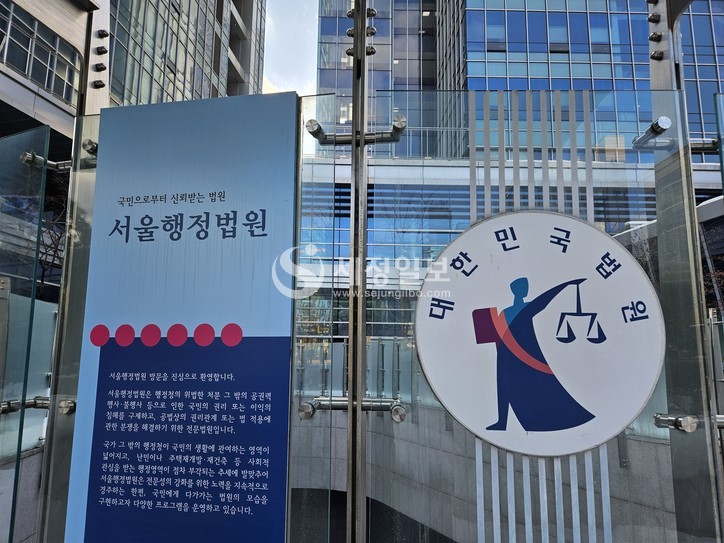 국민으로부터 신뢰받는 법원
서울행정법원
서울행정법원 방문을 진심으로 환영합니다.
서울행정법원은 행정청의 위법한 처분 그 밖의 공권력
행사·불행사 등으로 인한 국민의 권리 또는 이익의
침해를 구제하고, 공법상의 권리관계 또는 법 적용에
관한 분쟁을 해결하기 위한 전문법원입니다.
국가 그 밖의 행정청이 국민의 생활에 관여하는 영역이
넓어지고, 난민이나 주택재개발·재건축 등 사회적
관심을 받는 행정영역이 점차 부각되는 추세에 발맞추어
서울행정법원은 전문성의 강화를 위한 노력을 지속적으로
경주하는 한편, 국민에게 다가가는 법원의 모습을
구현하고자 다양한 프로그램을 운영하고 있습니다.
대한민국법원
세정일보
www.sejungilbo.com